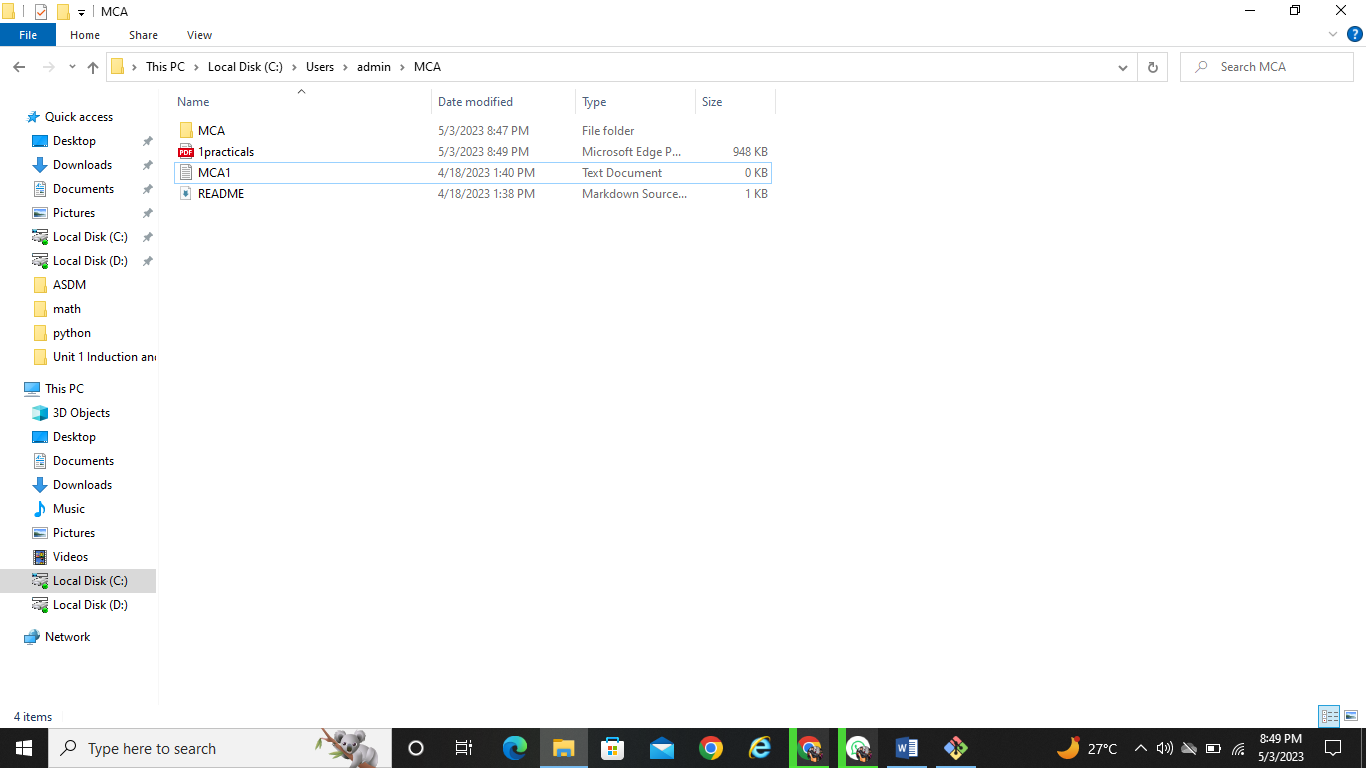 MCA
File Home Share View
This PC Local Disk (C:) Users admin MCA Search MCA
Name Date modified Type Size
MCA 5/3/2023 8:47 PM File folder
1practicals 5/3/2023 8:49 PM Microsoft Edge P... 948 KB
MCA1 4/18/2023 1:40 PM Text Document 0 KB
README 4/18/2023 1:38 PM Markdown Source... 1 KB
Quick access
Desktop
Downloads
Documents
Pictures
Local Disk (C:)
Local Disk (D:)
ASDM
math
python
Unit 1 Induction and
This PC
3D Objects
Desktop
Documents
Downloads
Music
Pictures
Videos
Local Disk (C:)
Local Disk (D:)
Network
4 items
Type here to search 27°C 8:49 PM
5/3/2023